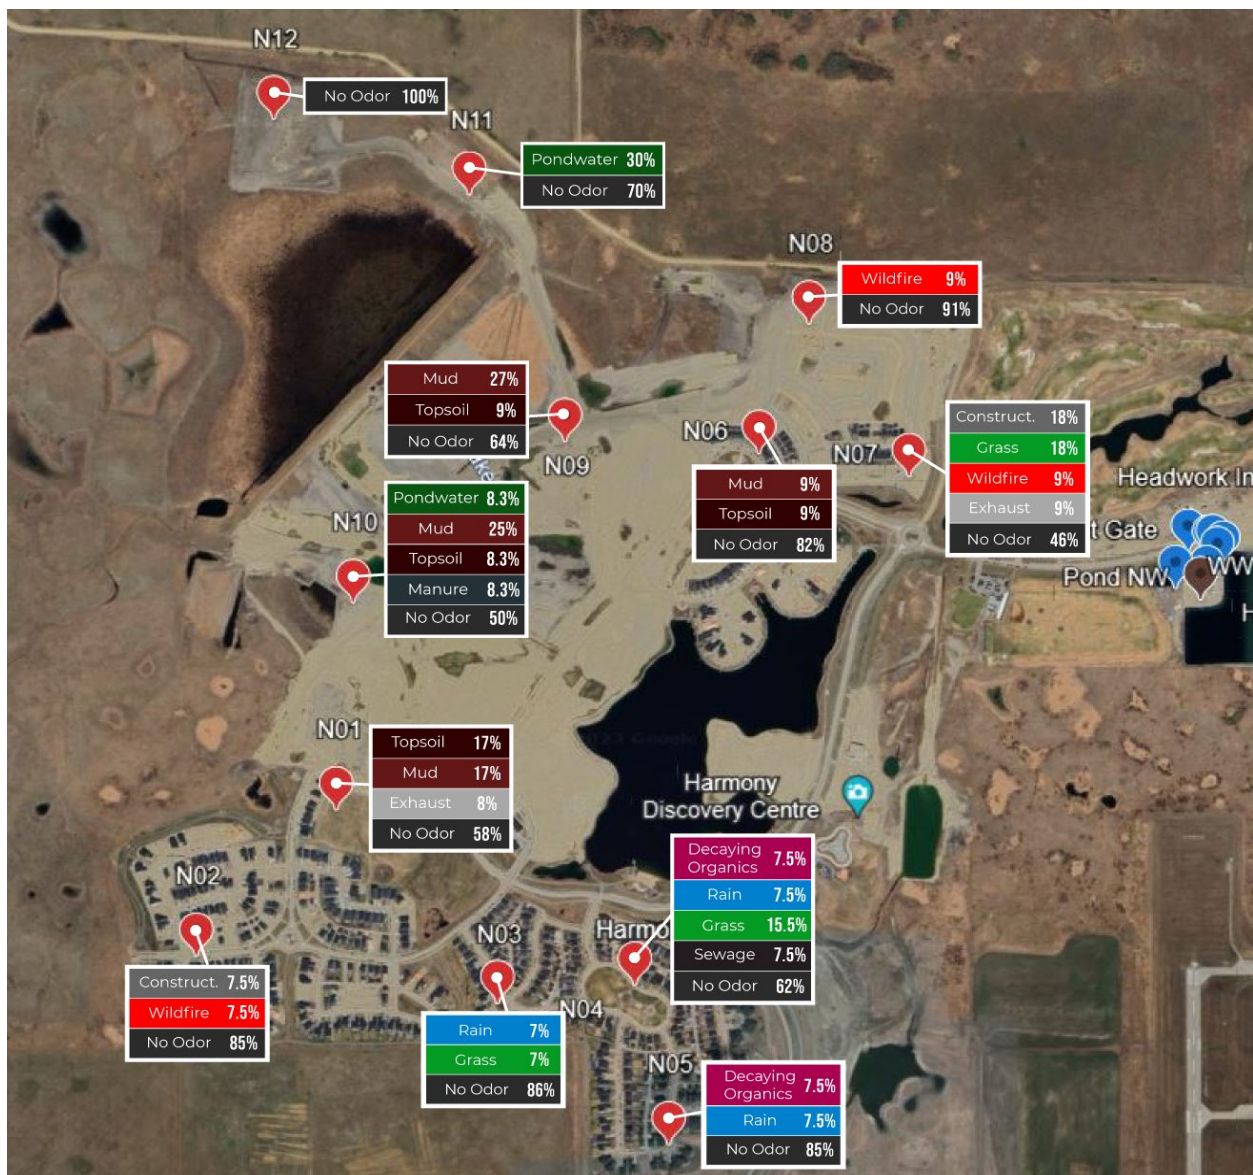 N12
No Odor 100%
N11
Pondwater 30%
No Odor 70%
N08
Wildfire 9%
No Odor 91%
Mud 27%
Topsoil 9%
No Odor 64%
N09
N06
Mud 9%
Topsoil 9%
No Odor 82%
N07
Construct. 18%
Grass 18%
Wildfire 9%
Exhaust 9%
No Odor 46%
Headwork In
t Gate
Pond NW
WW
H
N10
Pondwater 8.3%
Mud 25%
Topsoil 8.3%
Manure 8.3%
No Odor 50%
N01
Topsoil 17%
Mud 17%
Exhaust 8%
No Odor 58%
Harmony
Discovery Centre
N02
Construct. 7.5%
Wildfire 7.5%
No Odor 85%
N03
Rain 7%
Grass 7%
No Odor 86%
Harmo
N04
Decaying
Organics 7.5%
Rain 7.5%
Grass 15.5%
Sewage 7.5%
No Odor 62%
N05
Decaying
Organics 7.5%
Rain 7.5%
No Odor 85%